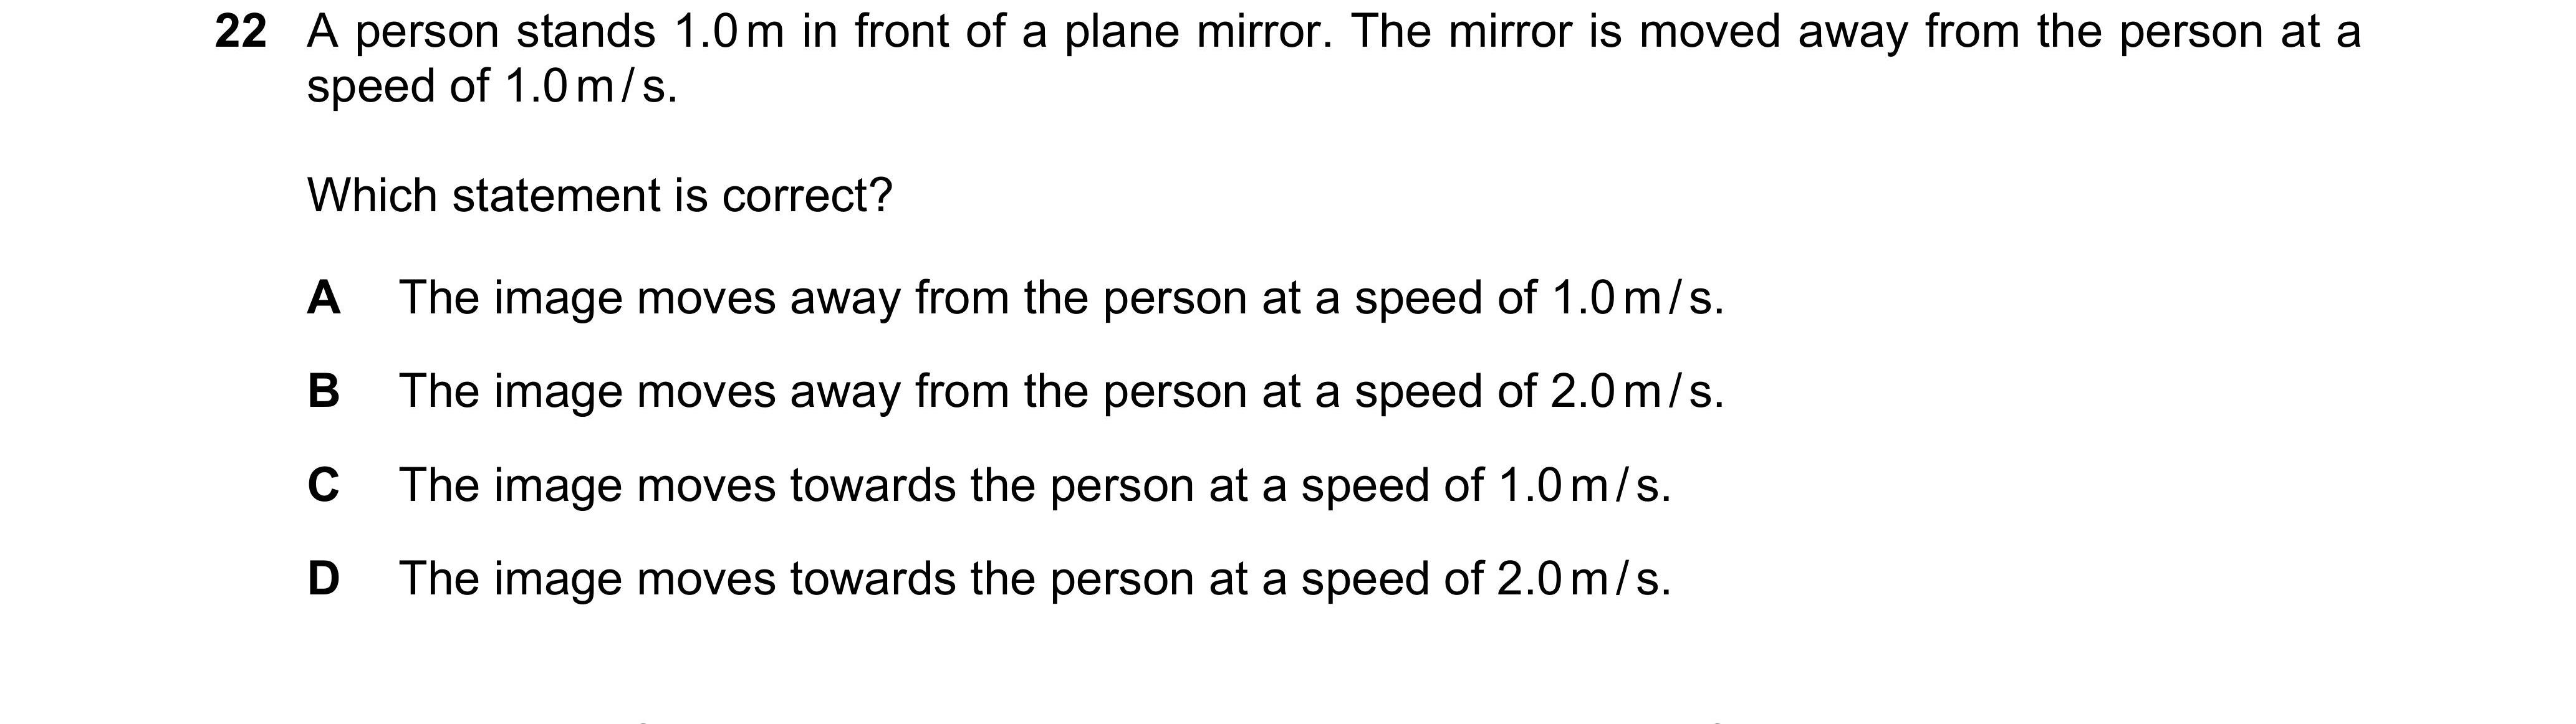 22 A person stands 1.0 m in front of a plane mirror. The mirror is moved away from the person at a
speed of 1.0 m / s.
Which statement is correct?
A The image moves away from the person at a speed of 1.0 m / s.
B The image moves away from the person at a speed of 2.0 m / s.
C The image moves towards the person at a speed of 1.0 m / s.
D The image moves towards the person at a speed of 2.0 m / s.